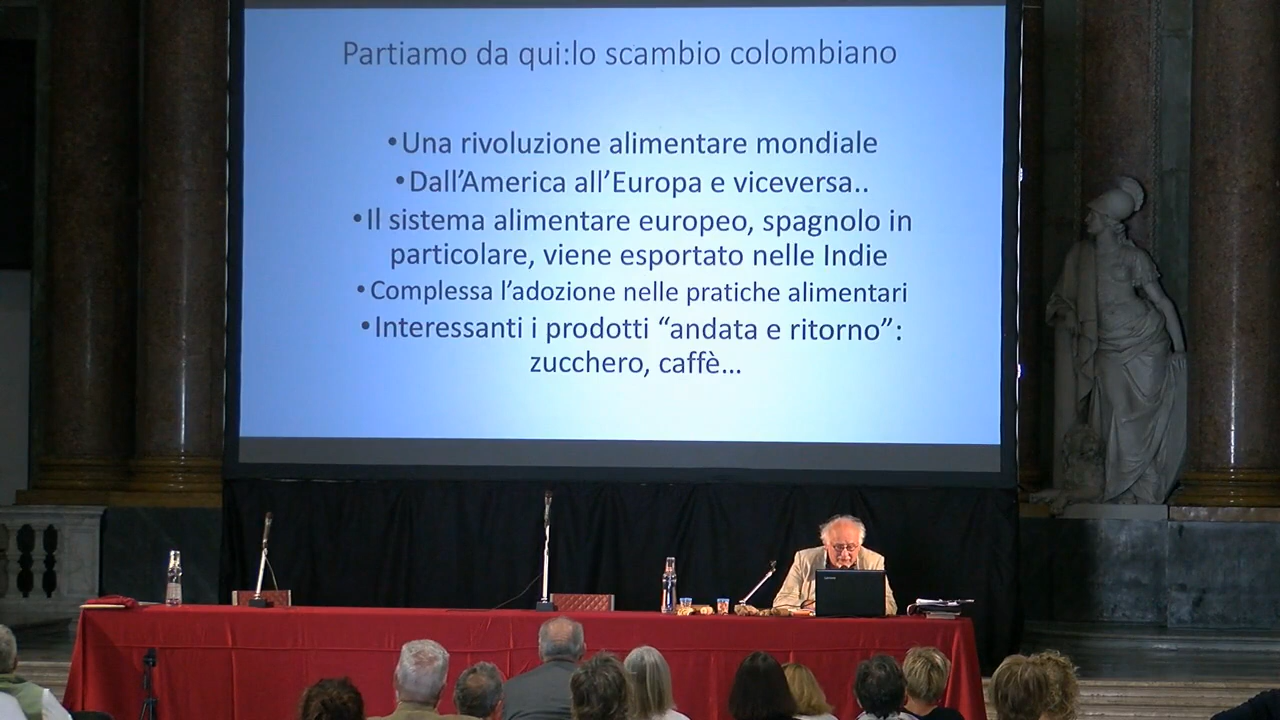 Partiamo da qui:lo scambio colombiano
•Una rivoluzione alimentare mondiale
•Dall’America all’Europa e viceversa..
•Il sistema alimentare europeo, spagnolo in
particolare, viene esportato nelle Indie
•Complessa l’adozione nelle pratiche alimentari
•Interessanti i prodotti “andata e ritorno”:
zucchero, caffè…